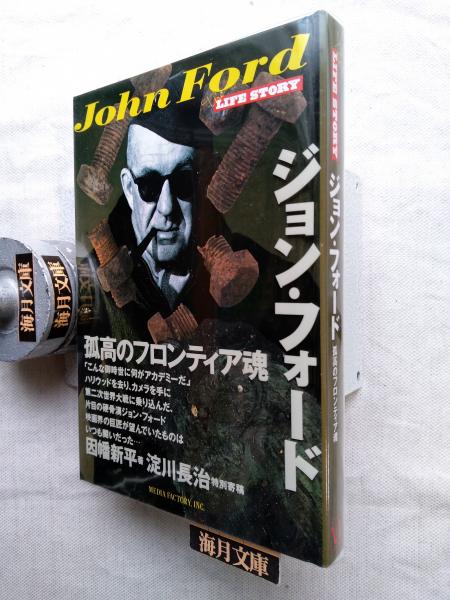 John Ford
LIFE STORY
ジョン・フォード
孤高のフロンティア魂
「こんな御時世に何がアカデミーだ」
ハリウッドを去り、カメラを手に
第二次世界大戦に乗り込んだ、
片目の硬骨漢ジョン・フォード
映画界の巨匠が望んでいたものは
いつも闘いだった…
因幡新平 著 淀川長治 特別寄稿
MEDIA FACTORY, INC.
LIFE STORY
ジョン・フォード 孤高のフロンティア魂
海月文庫
海月文庫
海月文庫